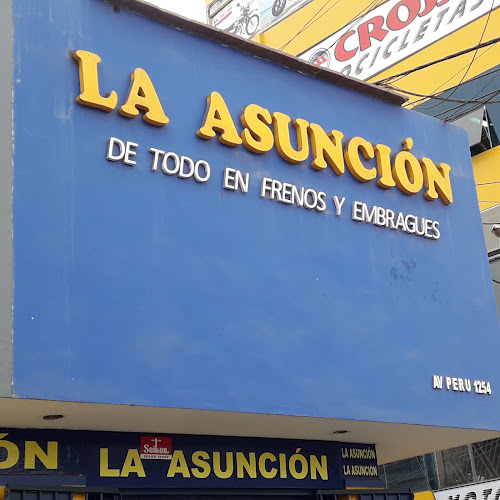 CROS
OCICLETAS
LA ASUNCIÓN
DE TODO EN FRENOS Y EMBRAGUES
AV PERU 1254
ÓN
Seiken
LA ASUNCIÓN
LA ASUNCIÓN
LA ASUNCIÓN